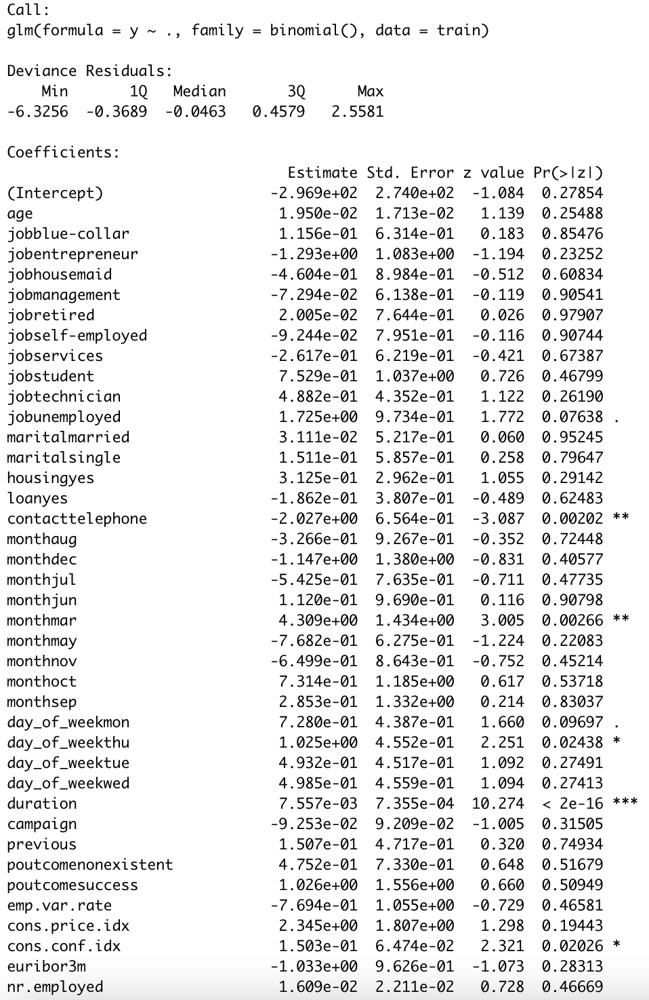 Call:
glm(formula = y ~ ., family = binomial(), data = train)
Deviance Residuals:
Min 1Q Median 3Q Max
-6.3256 -0.3689 -0.0463 0.4579 2.5581
Coefficients:
Estimate Std. Error z value Pr(>|z|)
(Intercept) -2.969e+02 2.740e+02 -1.084 0.27854
age 1.950e-02 1.713e-02 1.139 0.25488
jobblue-collar 1.156e-01 6.314e-01 0.183 0.85476
jobentrepreneur -1.293e+00 1.083e+00 -1.194 0.23252
jobhousemaid -4.604e-01 8.984e-01 -0.512 0.60834
jobmanagement -7.294e-02 6.138e-01 -0.119 0.90541
jobretired 2.005e-02 7.644e-01 0.026 0.97907
jobself-employed -9.244e-02 7.951e-01 -0.116 0.90744
jobservices -2.617e-01 6.219e-01 -0.421 0.67387
jobstudent 7.529e-01 1.037e+00 0.726 0.46799
jobtechnician 4.882e-01 4.352e-01 1.122 0.26190
jobunemployed 1.725e+00 9.734e-01 1.772 0.07638 .
maritalmarried 3.111e-02 5.217e-01 0.060 0.95245
maritalsingle 1.511e-01 5.857e-01 0.258 0.79647
housingyes 3.125e-01 2.962e-01 1.055 0.29142
loanyes -1.862e-01 3.807e-01 -0.489 0.62483
contacttelephone -2.027e+00 6.564e-01 -3.087 0.00202 **
monthaug -3.266e-01 9.267e-01 -0.352 0.72448
monthdec -1.147e+00 1.380e+00 -0.831 0.40577
monthjul -5.425e-01 7.635e-01 -0.711 0.47735
monthjun 1.120e-01 9.690e-01 0.116 0.90798
monthmar 4.309e+00 1.434e+00 3.005 0.00266 **
monthmay -7.682e-01 6.275e-01 -1.224 0.22083
monthnov -6.499e-01 8.643e-01 -0.752 0.45214
monthoct 7.314e-01 1.185e+00 0.617 0.53718
monthsep 2.853e-01 1.332e+00 0.214 0.83037
day_of_weekmon 7.280e-01 4.387e-01 1.660 0.09697 .
day_of_weekthu 1.025e+00 4.552e-01 2.251 0.02438 *
day_of_weektue 4.932e-01 4.517e-01 1.092 0.27491
day_of_weekwed 4.985e-01 4.559e-01 1.094 0.27413
duration 7.557e-03 7.355e-04 10.274 < 2e-16 ***
campaign -9.253e-02 9.209e-02 -1.005 0.31505
previous 1.507e-01 4.717e-01 0.320 0.74934
poutcomenonexistent 4.752e-01 7.330e-01 0.648 0.51679
poutcomesuccess 1.026e+00 1.556e+00 0.660 0.50949
emp.var.rate -7.694e-01 1.055e+00 -0.729 0.46581
cons.price.idx 2.345e+00 1.807e+00 1.298 0.19443
cons.conf.idx 1.503e-01 6.474e-02 2.321 0.02026 *
euribor3m -1.033e+00 9.626e-01 -1.073 0.28313
nr.employed 1.609e-02 2.211e-02 0.728 0.46669